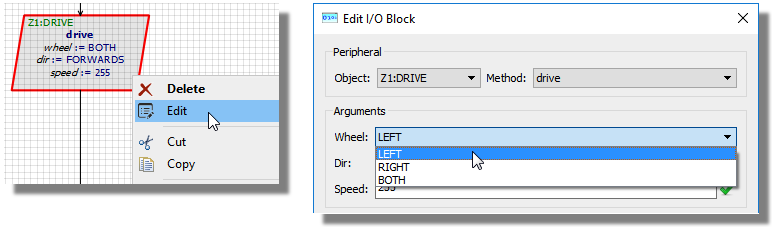 Z1:DRIVE
drive
wheel := BOTH
dir := FORWARDS
speed := 255
Delete
Edit
Cut
Copy
Edit I/O Block
Peripheral
Object: Z1:DRIVE Method: drive
Arguments
Wheel: LEFT
LEFT
Dir: RIGHT
BOTH
Speed: 255